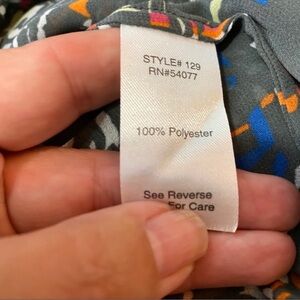 STYLE# 129
RN#54077
100% Polyester
See Reverse
For Care